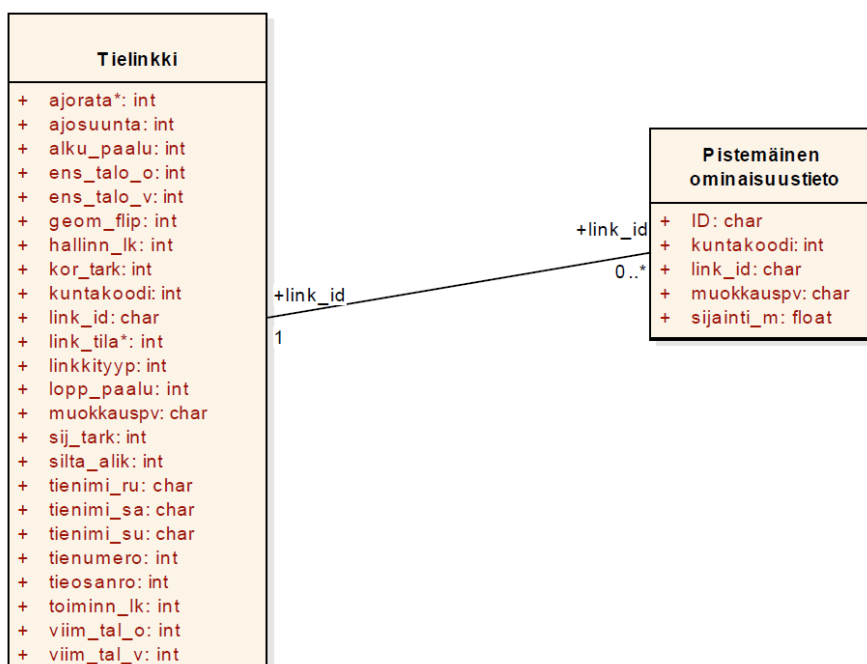 Tielinkki
+ ajorata*: int
+ ajosuunta: int
+ alku_paalu: int
+ ens_talo_o: int
+ ens_talo_v: int
+ geom_flip: int
+ hallinn_lk: int
+ kor_tark: int
+ kuntakoodi: int
+ link_id: char
+ link_tila*: int
+ linkkityyp: int
+ lopp_paalu: int
+ muokkauspv: char
+ sij_tark: int
+ silta_alik: int
+ tienimi_ru: char
+ tienimi_sa: char
+ tienimi_su: char
+ tienumero: int
+ tieosanro: int
+ toiminn_lk: int
+ viim_tal_o: int
+ viim_tal_v: int
+link_id
1
+link_id
0..*
Pistemäinen
ominaisuustieto
+ ID: char
+ kuntakoodi: int
+ link_id: char
+ muokkauspv: char
+ sijainti_m: float